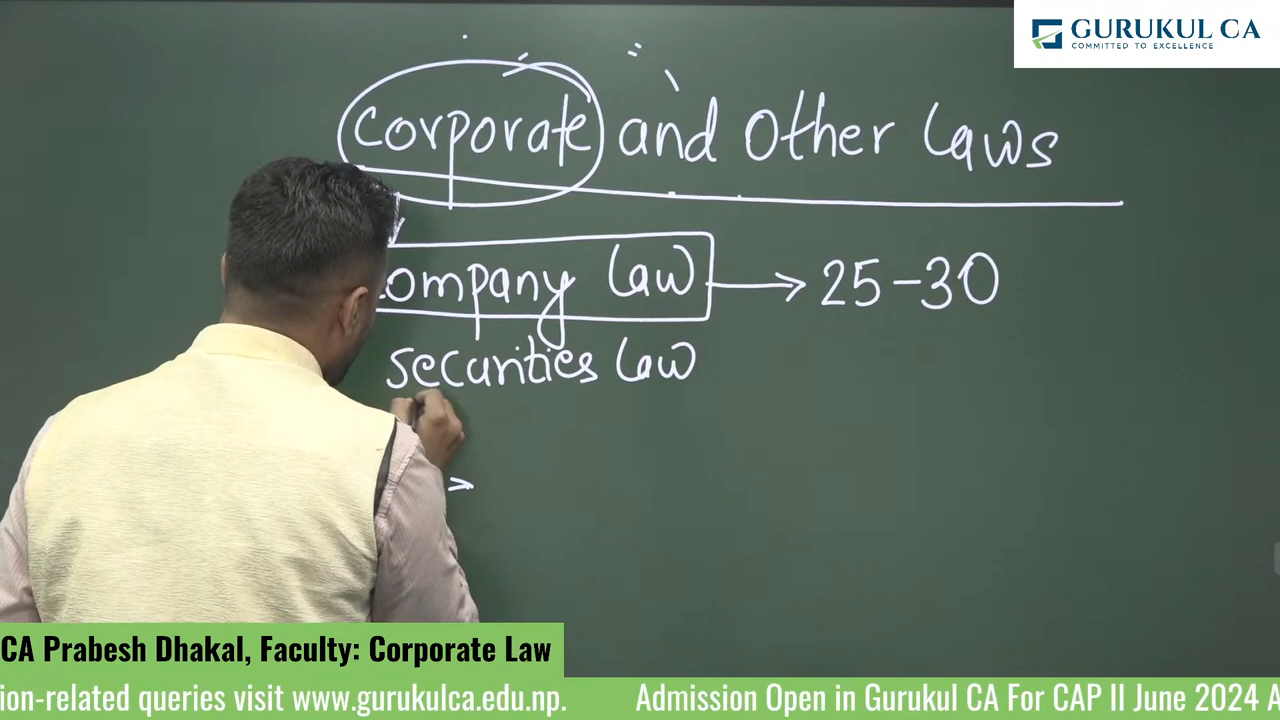 GURUKUL CA
COMMITTED TO EXCELLENCE
Corporate and Other Laws
ompany Law → 25-30
securities Law
CA Prabesh Dhakal, Faculty: Corporate Law
ion-related queries visit www.gurukulca.edu.np. Admission Open in Gurukul CA For CAP II June 2024 A